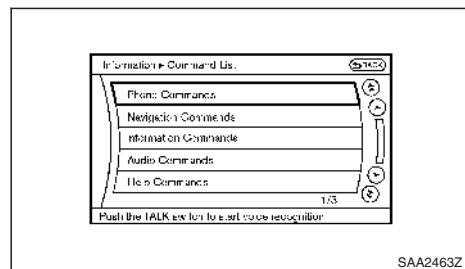 Information ▸ Command List
BACK
Phone Commands
Navigation Commands
Information Commands
Audio Commands
Help Commands
1/3
Push the TALK switch to start voice recognition
SAA2463Z